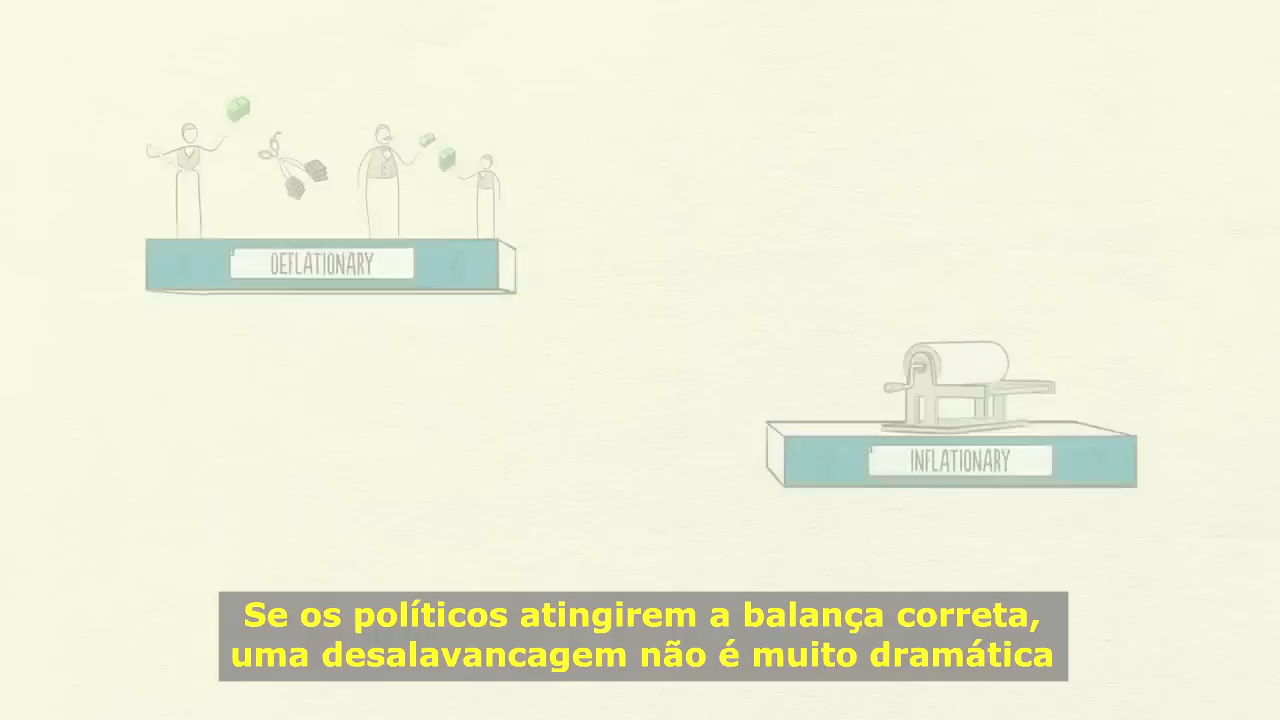 DEFLATIONARY
INFLATIONARY
Se os políticos atingirem a balança correta,
uma desalavancagem não é muito dramática